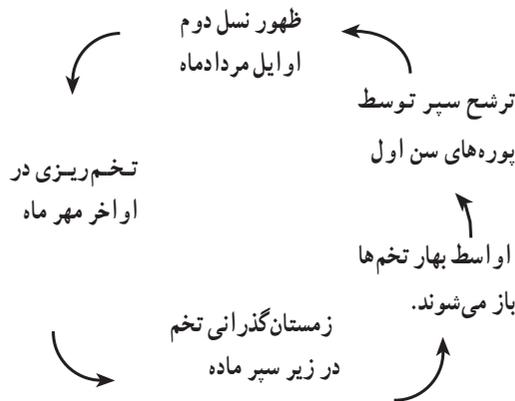 ظهور نسل دوم
اوایل مردادماه
ترشح سپر توسط
پوره‌های سن اول
تخم‌ریزی در
اواخر مهر ماه
اواسط بهار تخم‌ها
باز می‌شوند.
زمستان‌گذرانی تخم
در زیر سپر ماده